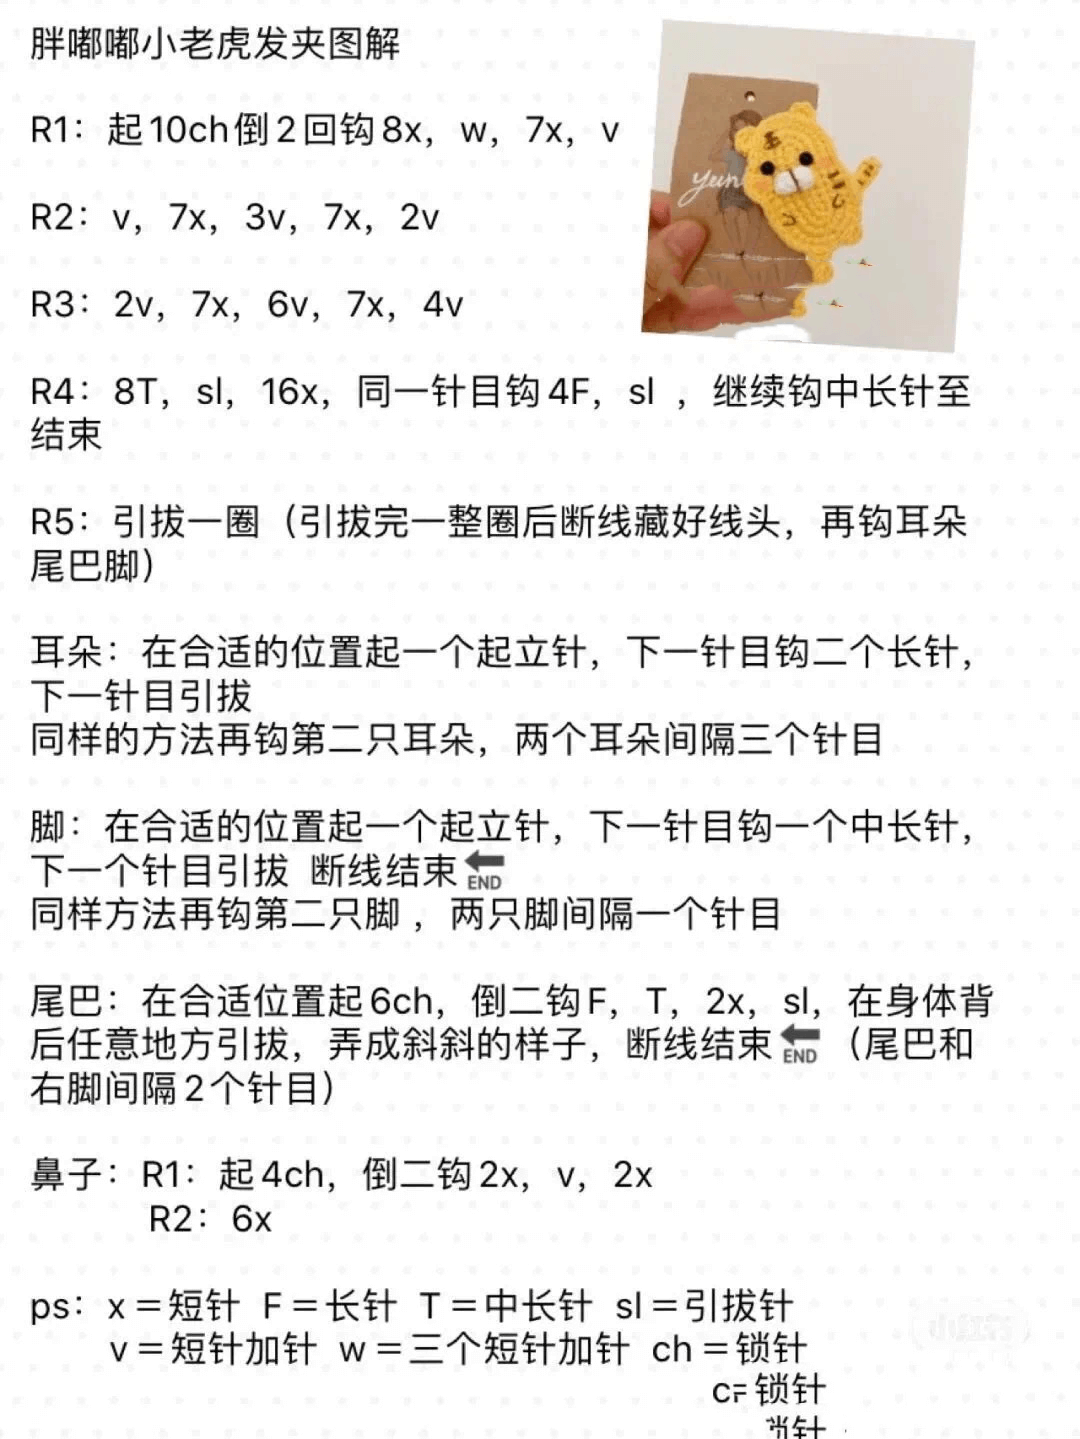 胖嘟嘟小老虎发夹图解
R1：起10ch倒2回钩8x，w，7x，v
R2：v，7x，3v，7x，2v
R3：2v，7x，6v，7x，4v
R4：8T，sl，16x，同一针目钩4F，sl ，继续钩中长针至
结束
R5：引拔一圈（引拔完一整圈后断线藏好线头，再钩耳朵
尾巴脚）
耳朵：在合适的位置起一个起立针，下一针目钩二个长针，
下一针目引拔
同样的方法再钩第二只耳朵，两个耳朵间隔三个针目
脚：在合适的位置起一个起立针，下一针目钩一个中长针，
下一个针目引拔 断线结束🔚
同样方法再钩第二只脚 ，两只脚间隔一个针目
尾巴：在合适位置起6ch，倒二钩F，T，2x，sl，在身体背
后任意地方引拔，弄成斜斜的样子，断线结束🔚（尾巴和
右脚间隔2个针目）
鼻子：R1：起4ch，倒二钩2x，v，2x
R2：6x
ps：x＝短针 F＝长针 T＝中长针 sl＝引拔针
v＝短针加针 w＝三个短针加针 ch＝锁针
锁针
小红书